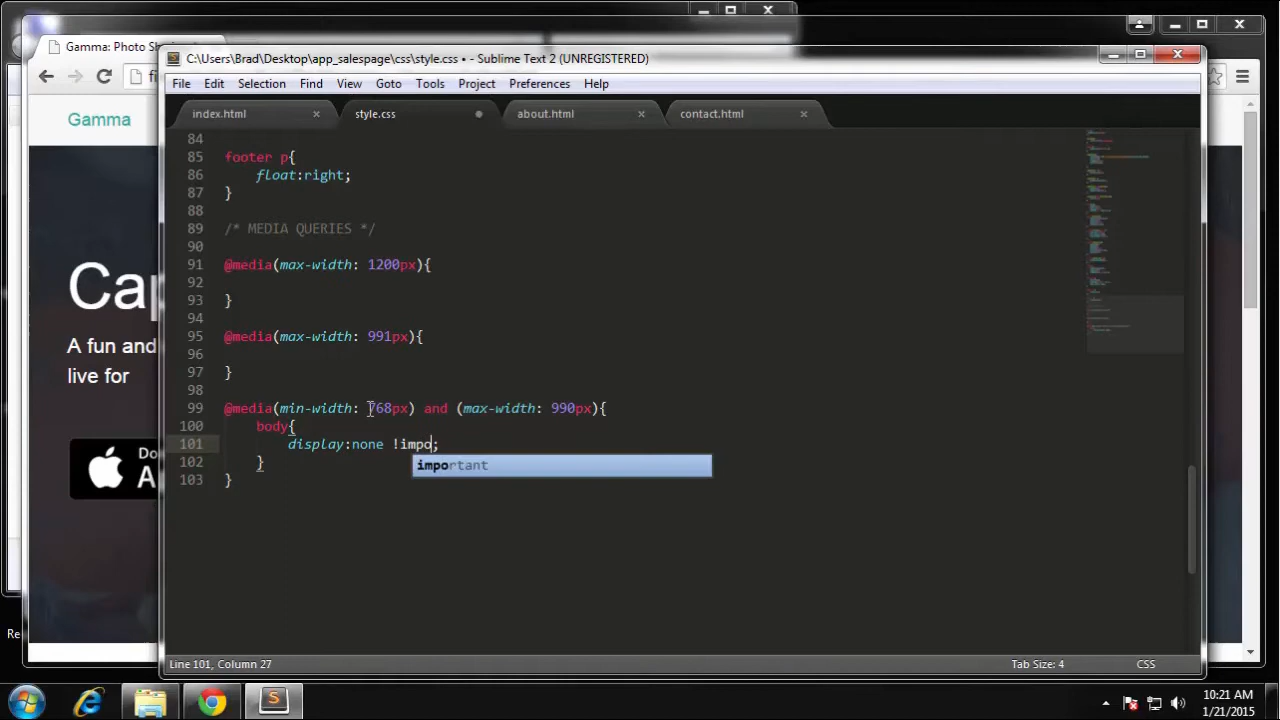 Gamma: Photo Sh
C:\Users\Brad\Desktop\app_salespage\css\style.css • - Sublime Text 2 (UNREGISTERED)
File Edit Selection Find View Goto Tools Project Preferences Help
index.html × style.css about.html × contact.html ×
Gamma
Cap
A fun and
live for
84
85 footer p{
86 float:right;
87 }
88
89 /* MEDIA QUERIES */
90
91 @media(max-width: 1200px){
92
93 }
94
95 @media(max-width: 991px){
96
97 }
98
99 @media(min-width: 768px) and (max-width: 990px){
100 body{
101 display:none !impo;
important
102 }
103 }
Line 101, Column 27 Tab Size: 4 CSS
10:21 AM
1/21/2015